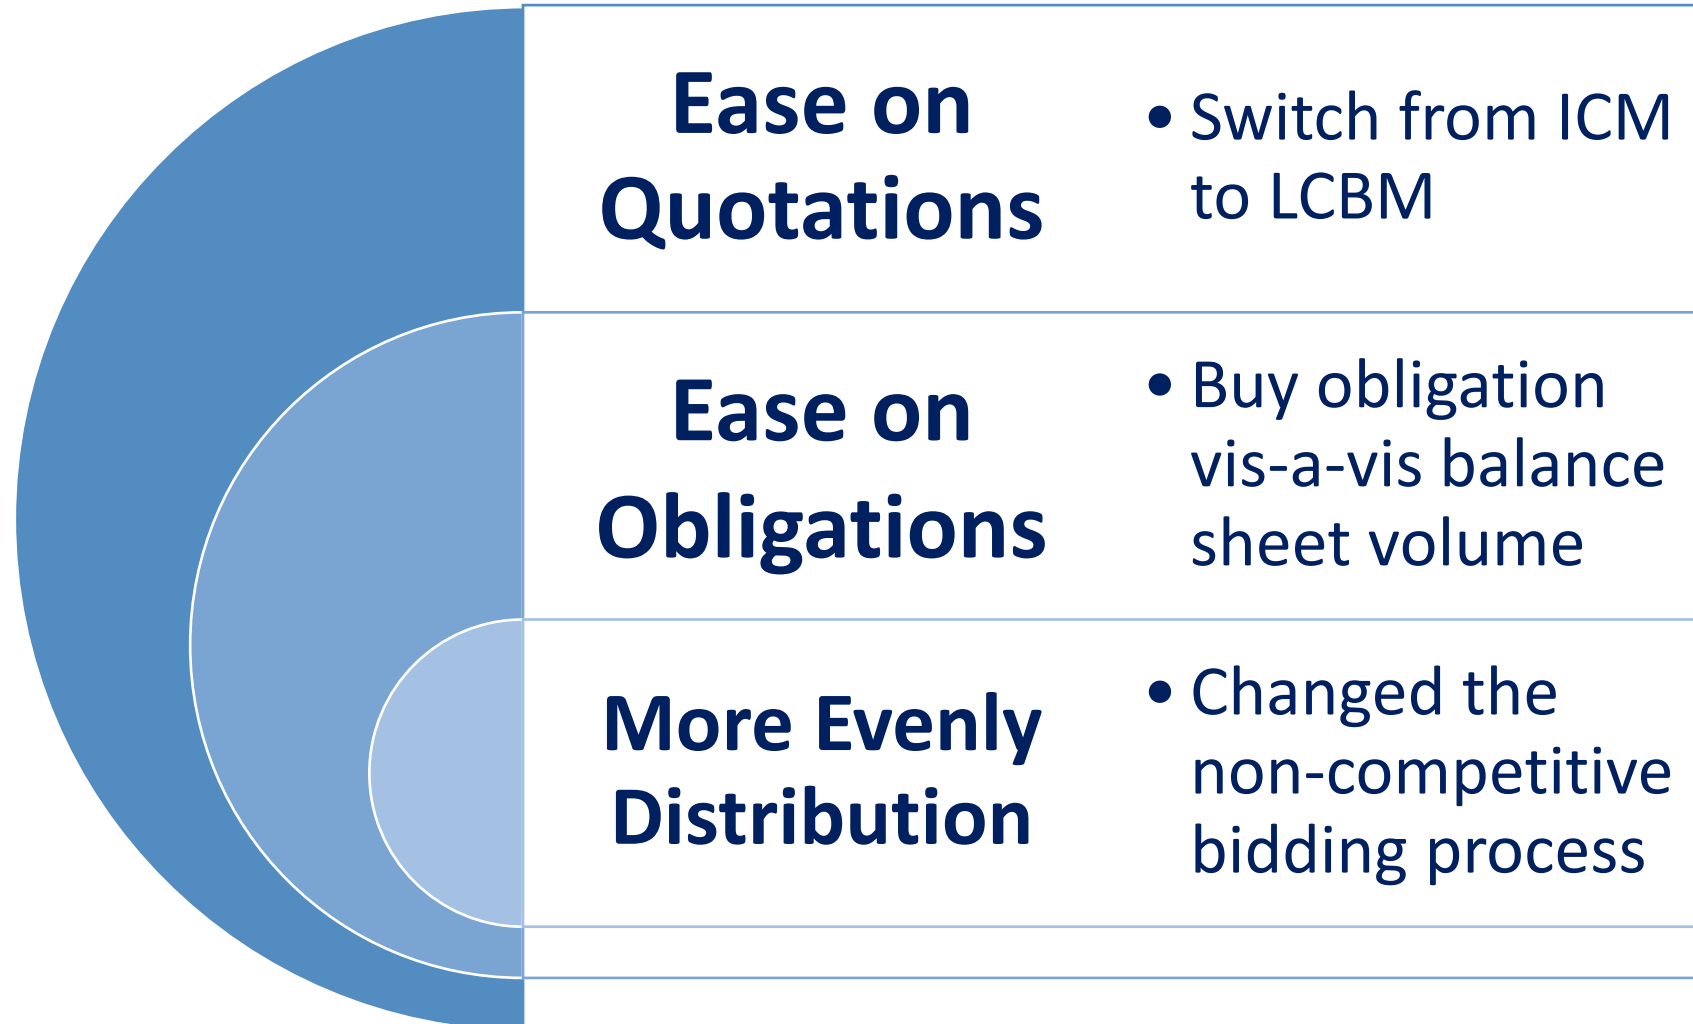 Ease on
Quotations
• Switch from ICM
to LCBM
Ease on
Obligations
• Buy obligation
vis-a-vis balance
sheet volume
More Evenly
Distribution
• Changed the
non-competitive
bidding process